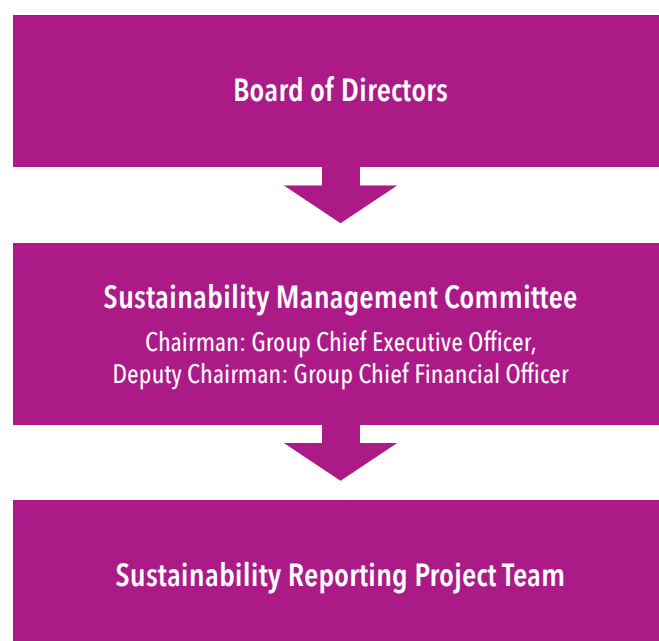 Board of Directors
Sustainability Management Committee
Chairman: Group Chief Executive Officer,
Deputy Chairman: Group Chief Financial Officer
Sustainability Reporting Project Team